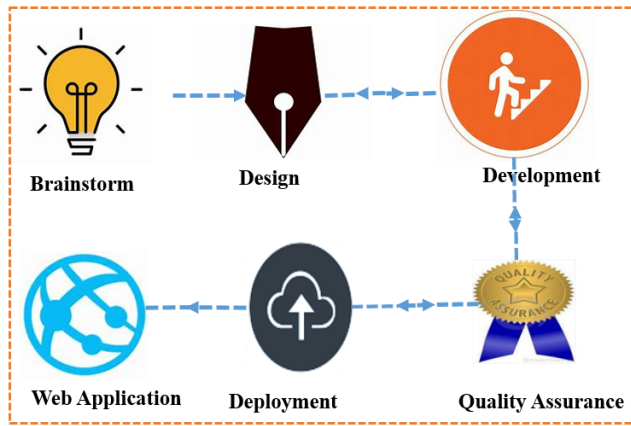 Brainstorm
Design
Development
QUALITY
ASSURANCE
Web Application
Deployment
Quality Assurance